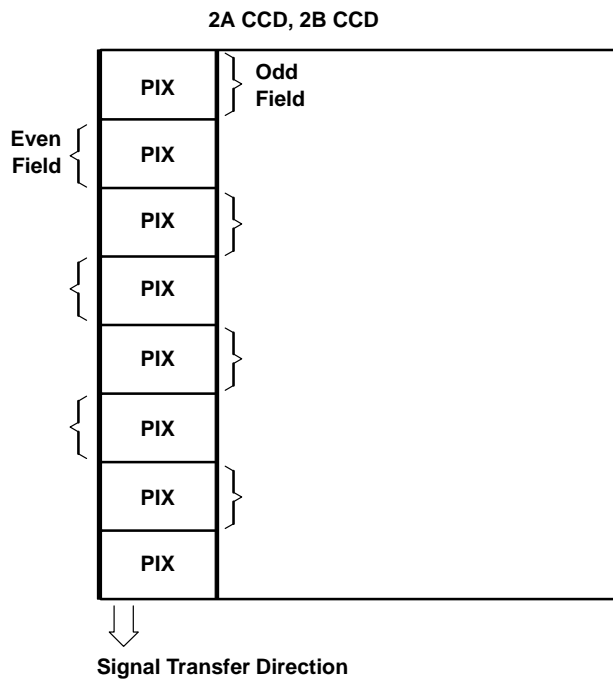 2A CCD, 2B CCD
PIX
Odd
Field
Even
Field
PIX
PIX
PIX
PIX
PIX
PIX
PIX
Signal Transfer Direction